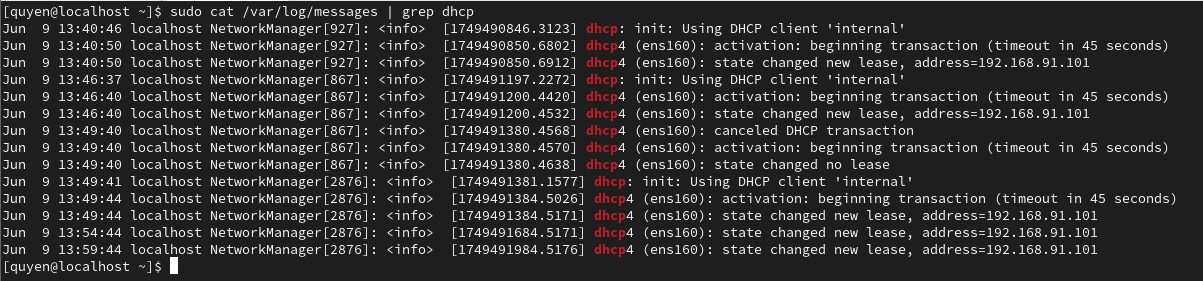 [quyen@localhost ~]$ sudo cat /var/log/messages | grep dhcp
Jun  9 13:40:46 localhost NetworkManager[927]: <info>  [1749490846.3123] dhcp: init: Using DHCP client 'internal'
Jun  9 13:40:50 localhost NetworkManager[927]: <info>  [1749490850.6802] dhcp4 (ens160): activation: beginning transaction (timeout in 45 seconds)
Jun  9 13:40:50 localhost NetworkManager[927]: <info>  [1749490850.6912] dhcp4 (ens160): state changed new lease, address=192.168.91.101
Jun  9 13:46:37 localhost NetworkManager[867]: <info>  [1749491197.2272] dhcp: init: Using DHCP client 'internal'
Jun  9 13:46:40 localhost NetworkManager[867]: <info>  [1749491200.4420] dhcp4 (ens160): activation: beginning transaction (timeout in 45 seconds)
Jun  9 13:46:40 localhost NetworkManager[867]: <info>  [1749491200.4532] dhcp4 (ens160): state changed new lease, address=192.168.91.101
Jun  9 13:49:40 localhost NetworkManager[867]: <info>  [1749491380.4568] dhcp4 (ens160): canceled DHCP transaction
Jun  9 13:49:40 localhost NetworkManager[867]: <info>  [1749491380.4570] dhcp4 (ens160): activation: beginning transaction (timeout in 45 seconds)
Jun  9 13:49:40 localhost NetworkManager[867]: <info>  [1749491380.4638] dhcp4 (ens160): state changed no lease
Jun  9 13:49:41 localhost NetworkManager[2876]: <info>  [1749491381.1577] dhcp: init: Using DHCP client 'internal'
Jun  9 13:49:44 localhost NetworkManager[2876]: <info>  [1749491384.5026] dhcp4 (ens160): activation: beginning transaction (timeout in 45 seconds)
Jun  9 13:49:44 localhost NetworkManager[2876]: <info>  [1749491384.5171] dhcp4 (ens160): state changed new lease, address=192.168.91.101
Jun  9 13:54:44 localhost NetworkManager[2876]: <info>  [1749491684.5171] dhcp4 (ens160): state changed new lease, address=192.168.91.101
Jun  9 13:59:44 localhost NetworkManager[2876]: <info>  [1749491984.5176] dhcp4 (ens160): state changed new lease, address=192.168.91.101
[quyen@localhost ~]$